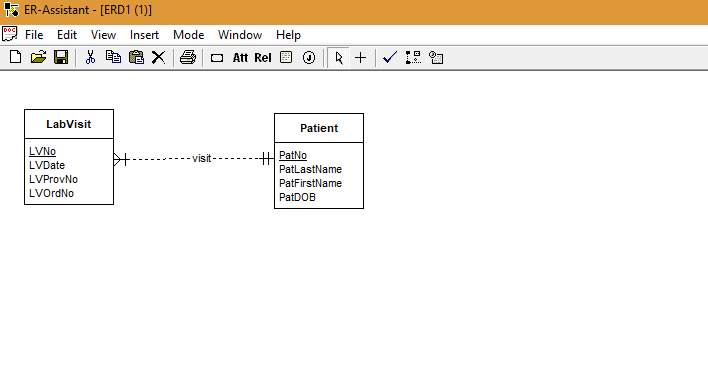 ER-Assistant - [ERD1 (1)]
DOC File Edit View Insert Mode Window Help
Att Rel J
LabVisit
LVNo
LVDate
LVProvNo
LVOrdNo
visit
Patient
PatNo
PatLastName
PatFirstName
PatDOB